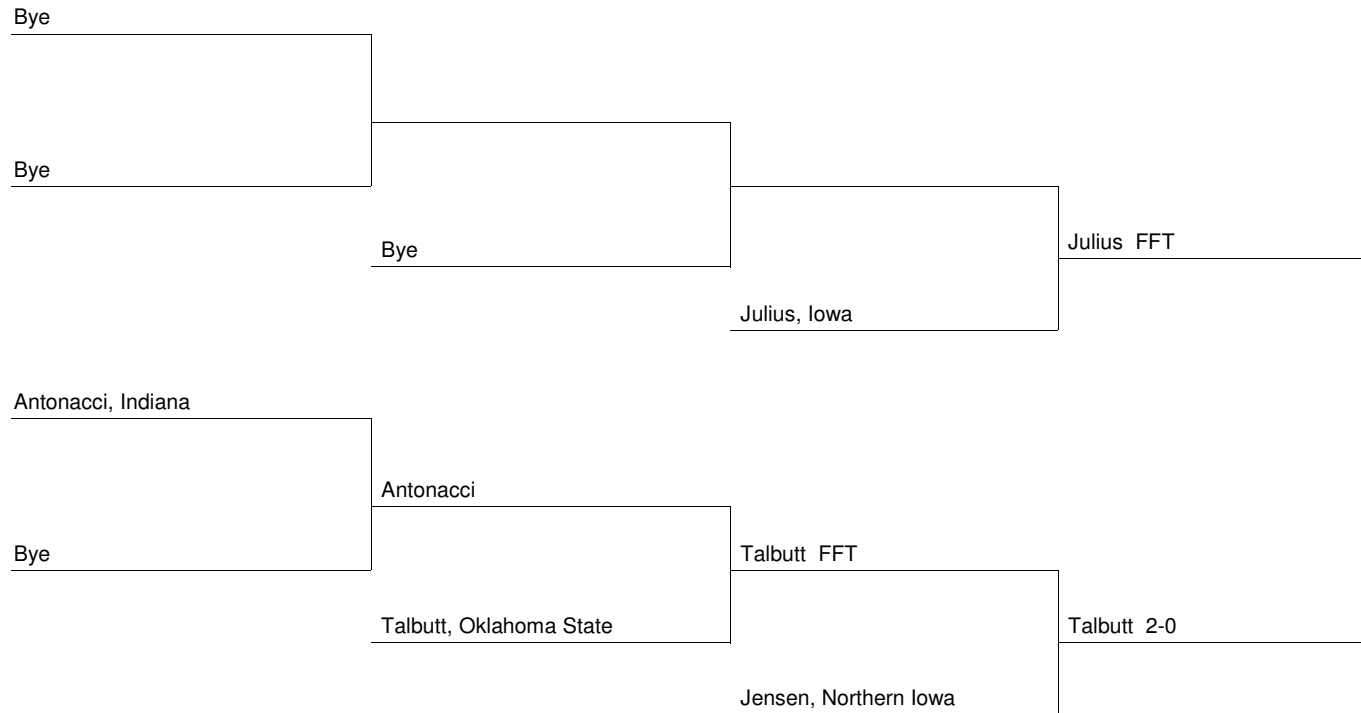 Bye
Bye
Bye
Julius FFT
Julius, Iowa
Antonacci, Indiana
Antonacci
Bye
Talbutt FFT
Talbutt, Oklahoma State
Talbutt 2-0
Jensen, Northern Iowa